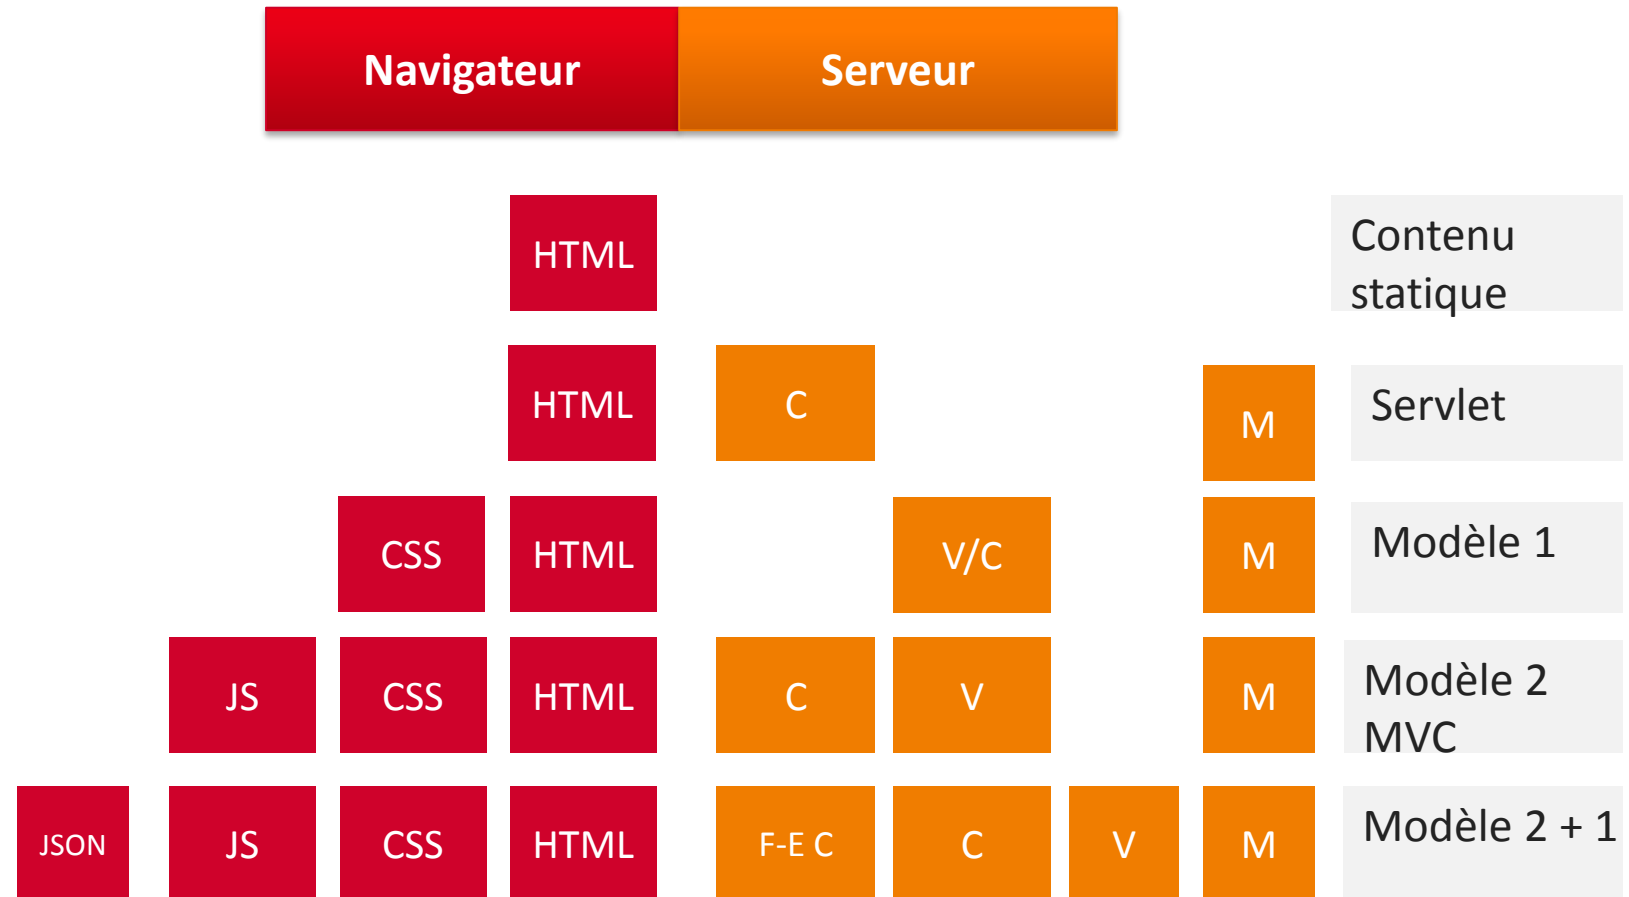 Navigateur Serveur
HTML Contenu
statique
HTML C M Servlet
CSS HTML V/C M Modèle 1
JS CSS HTML C V M Modèle 2
MVC
JSON JS CSS HTML F-E C C V M Modèle 2 + 1